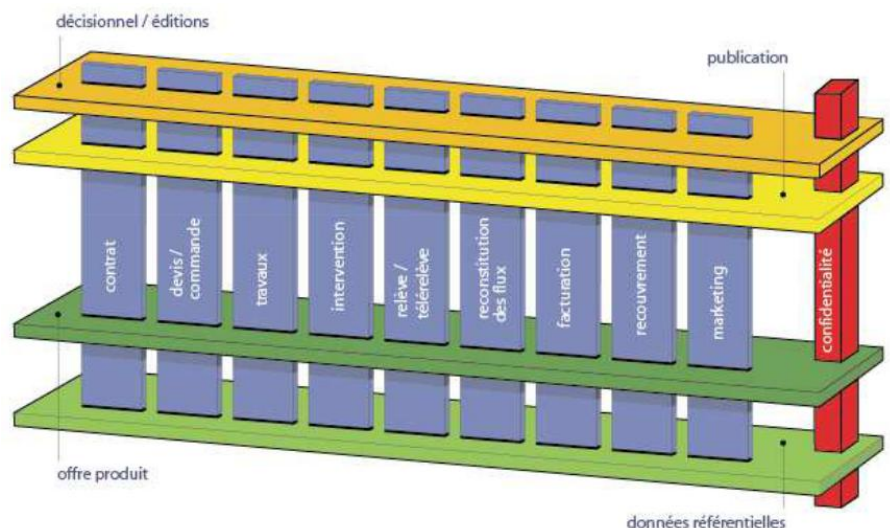 décisionnel / éditions
publication
contrat
devis /
commande
travaux
intervention
relève /
télérelève
reconstitution
des flux
facturation
recouvrement
marketing
confidentialité
offre produit
données référentielles